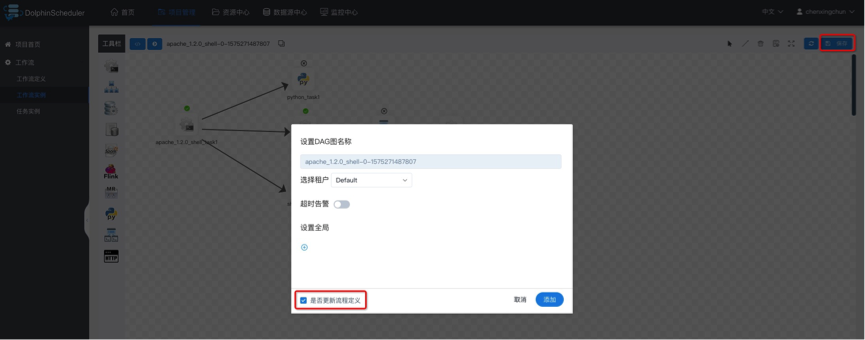 DolphinScheduler
首页
项目管理
资源中心
数据源中心
监控中心
中文
chenxingchun
项目首页
工作流
工作流定义
工作流实例
任务实例
工具栏
apache_1.2.0_shell-0-1575271487807
保存
python_task1
apache_1.2.0_shell_task1
Flink
MR
py
HTTP
设置DAG图名称
apache_1.2.0_shell-0-1575271487807
选择租户 Default
超时告警
设置全局
是否更新流程定义
取消
添加